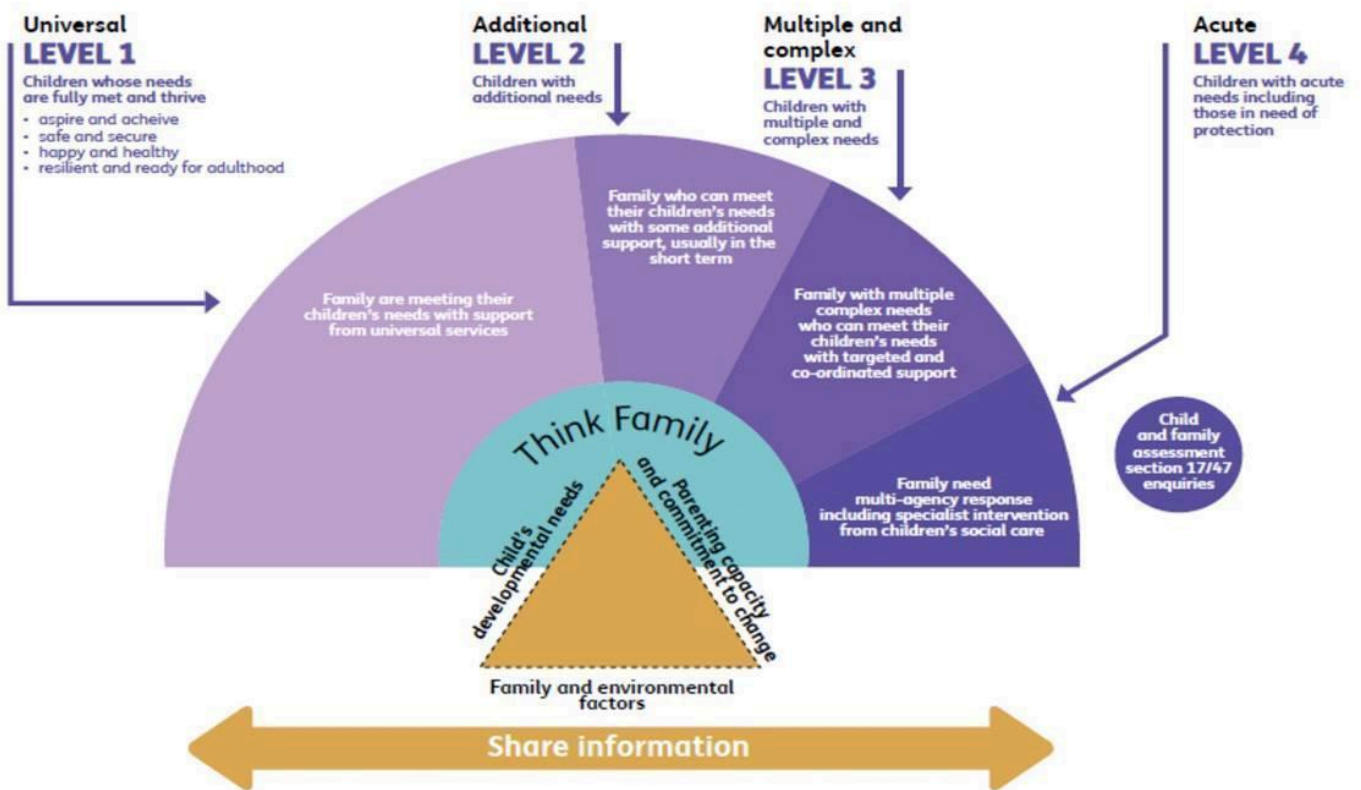 Universal
LEVEL 1
Children whose needs
are fully met and thrive
• aspire and acheive
• safe and secure
• happy and healthy
• resilient and ready for adulthood
Additional
LEVEL 2
Children with
additional needs
Multiple and
complex
LEVEL 3
Children with
multiple and
complex needs
Acute
LEVEL 4
Children with acute
needs including
those in need of
protection
Family are meeting their
children's needs with support
from universal services
Family who can meet
their children's needs
with some additional
support, usually in the
short term
Family with multiple
complex needs
who can meet their
children's needs
with targeted and
co-ordinated support
Family need
multi-agency response
including specialist intervention
from children's social care
Child
and family
assessment
section 17/47
enquiries
Think Family
Child's
developmental needs
Parenting capacity
and commitment to change
Family and environmental
factors
Share information